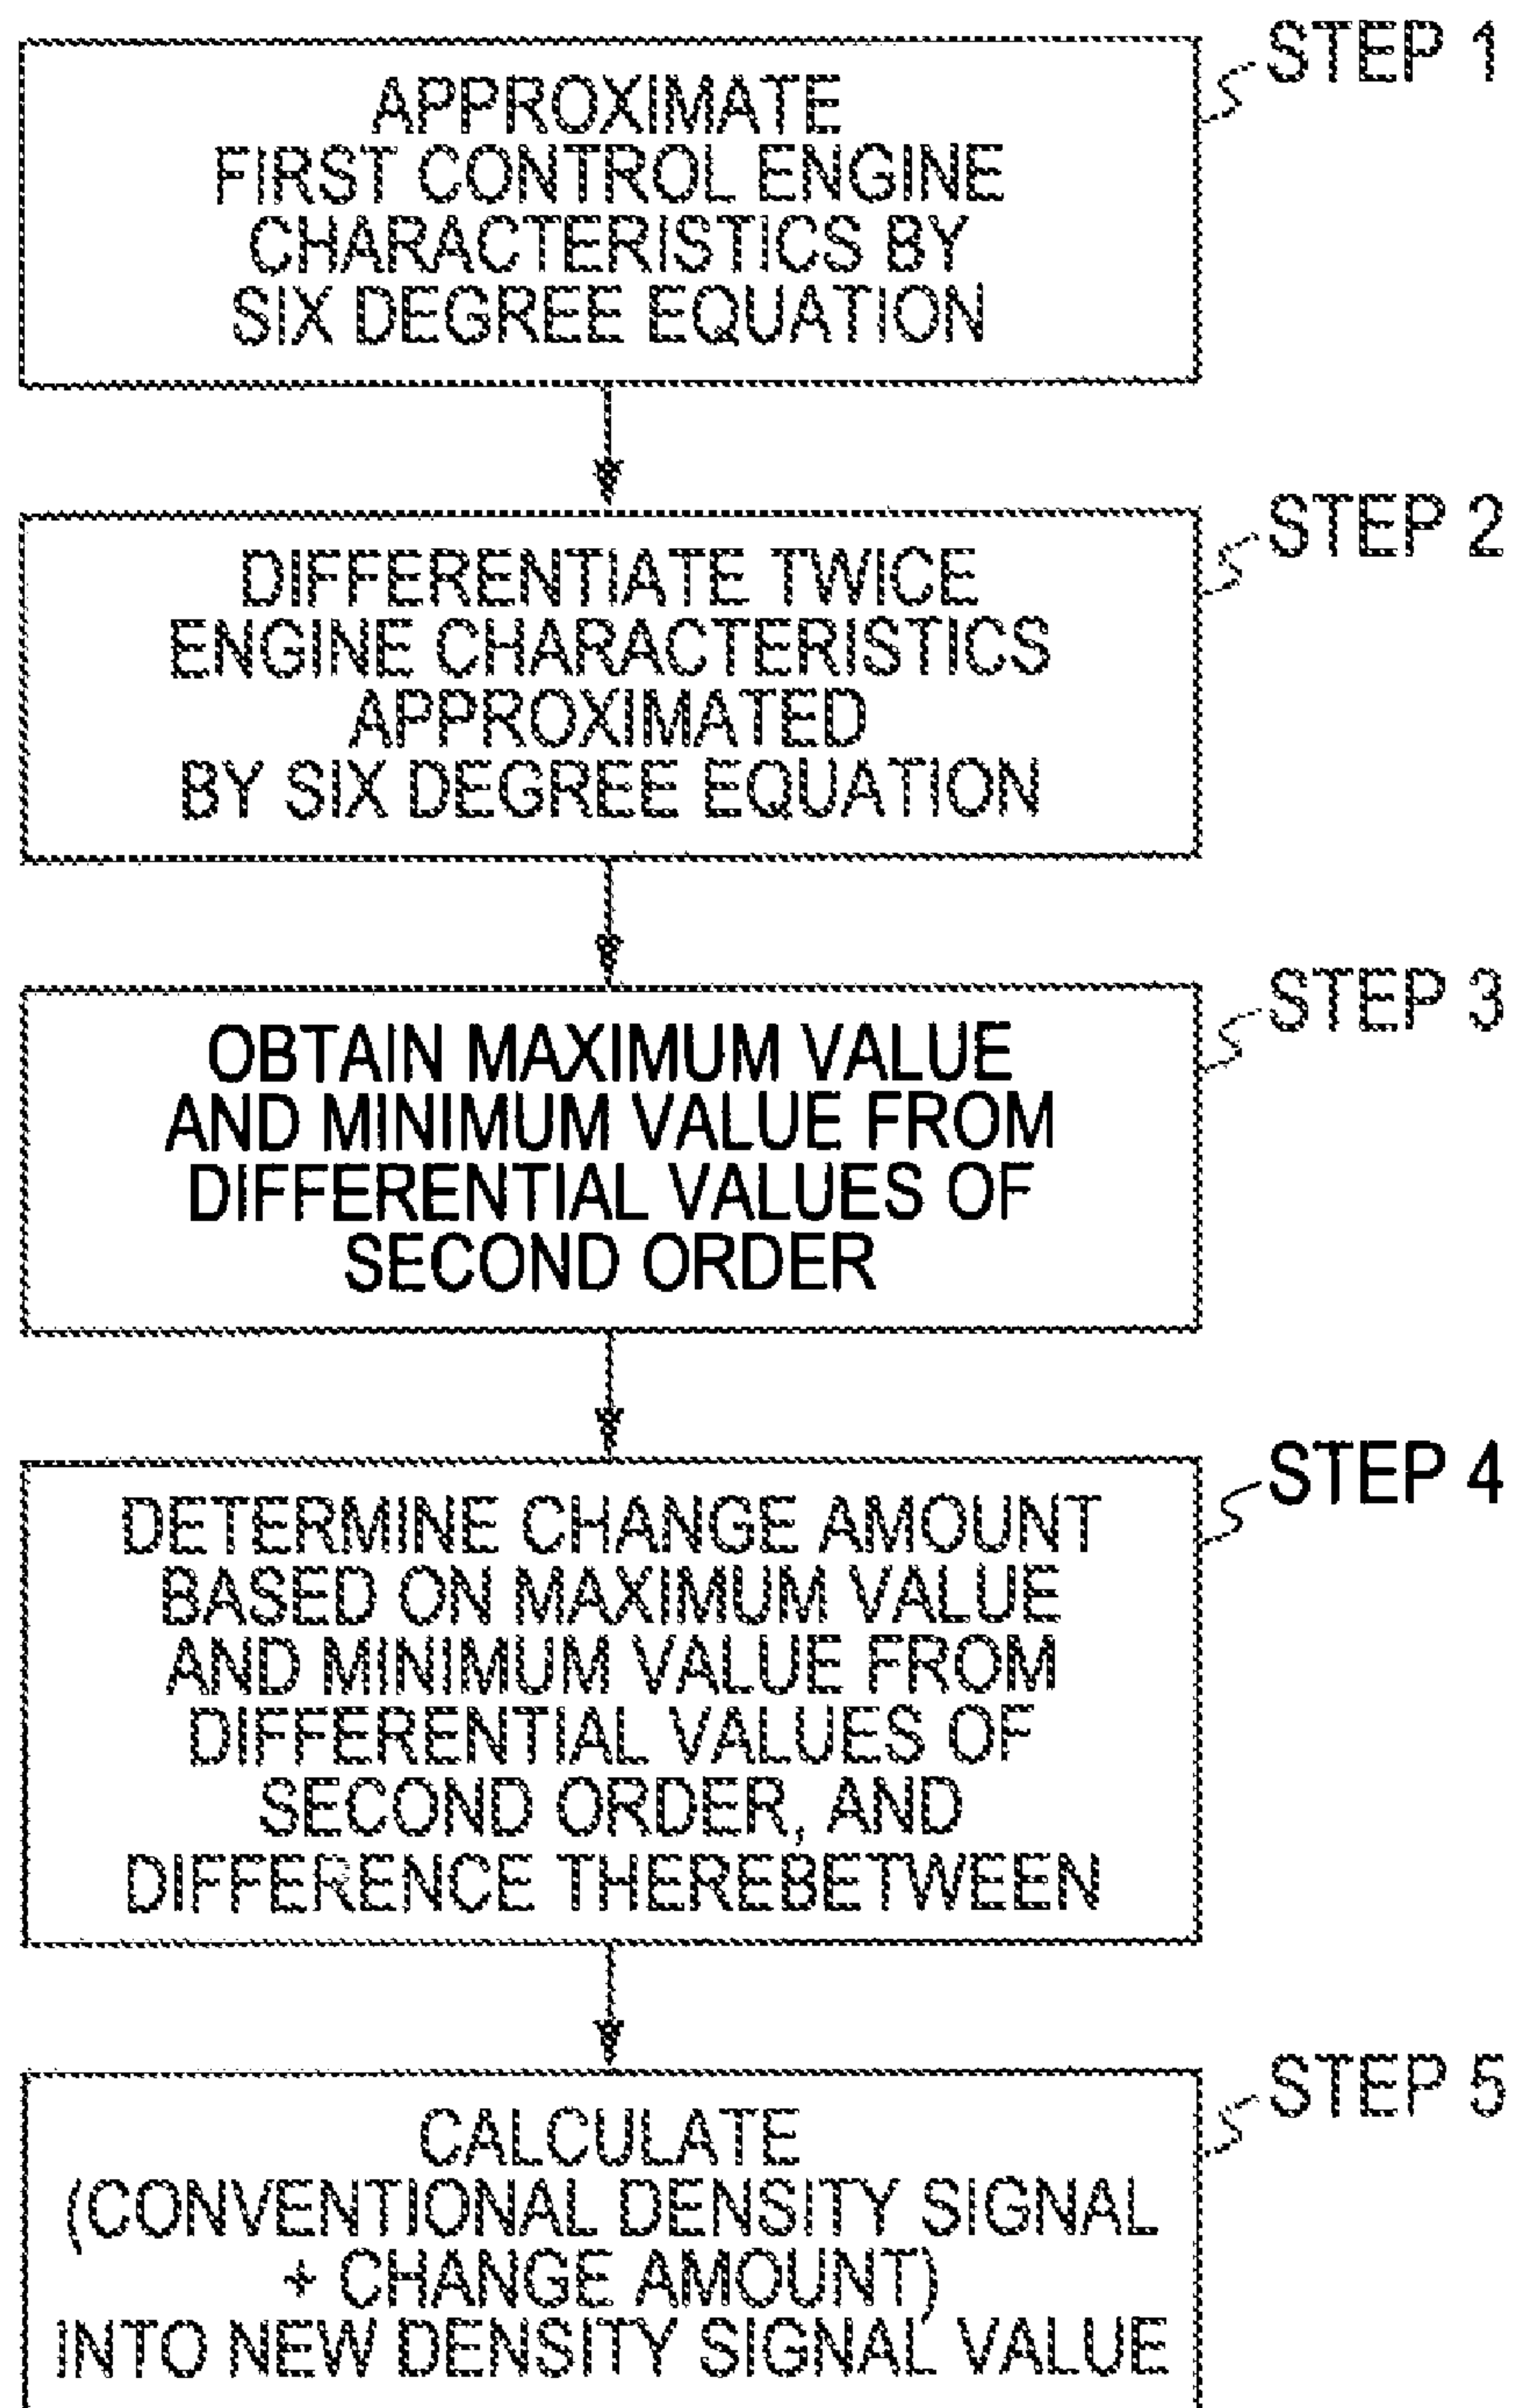 STEP 1
APPROXIMATE
FIRST CONTROL ENGINE
CHARACTERISTICS BY
SIX DEGREE EQUATION
STEP 2
DIFFERENTIATE TWICE
ENGINE CHARACTERISTICS
APPROXIMATED
BY SIX DEGREE EQUATION
STEP 3
OBTAIN MAXIMUM VALUE
AND MINIMUM VALUE FROM
DIFFERENTIAL VALUES OF
SECOND ORDER
STEP 4
DETERMINE CHANGE AMOUNT
BASED ON MAXIMUM VALUE
AND MINIMUM VALUE FROM
DIFFERENTIAL VALUES OF
SECOND ORDER, AND
DIFFERENCE THEREBETWEEN
STEP 5
CALCULATE
(CONVENTIONAL DENSITY SIGNAL
+ CHANGE AMOUNT)
INTO NEW DENSITY SIGNAL VALUE